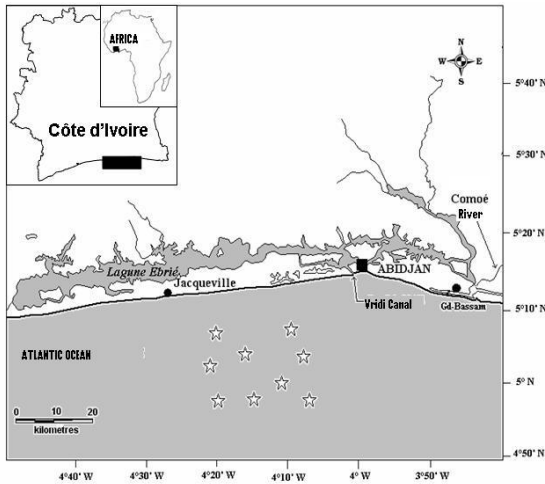 AFRICA
Côte d'Ivoire
N
W E
S
5°40' N
5°30' N
Comoé
River
5°20' N
Lagune Ebrié
Jacqueville
ABIDJAN
Vridi Canal
Gd-Bassam
5°10' N
ATLANTIC OCEAN
5° N
0 10 20
kilometres
4°50' N
4°40' W 4°30' W 4°20' W 4°10' W 4° W 3°50' W